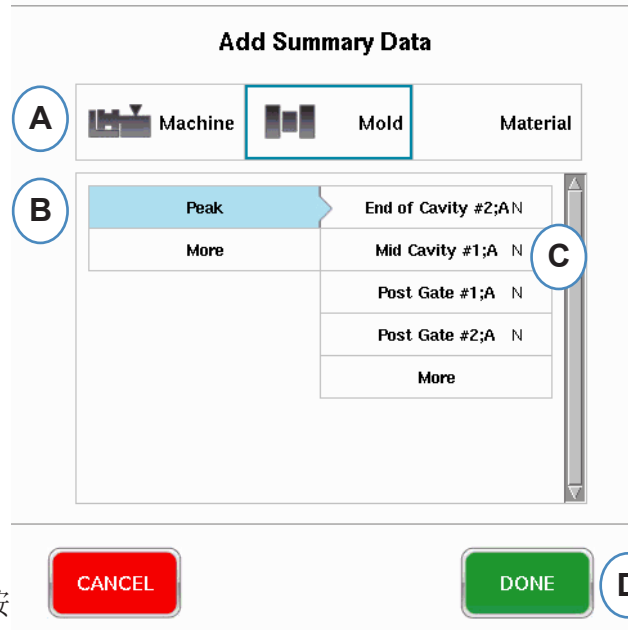 Add Summary Data
A Machine Mold Material
B Peak End of Cavity #2;A N
More Mid Cavity #1;A N C
Post Gate #1;A N
Post Gate #2;A N
More
CANCEL DONE D